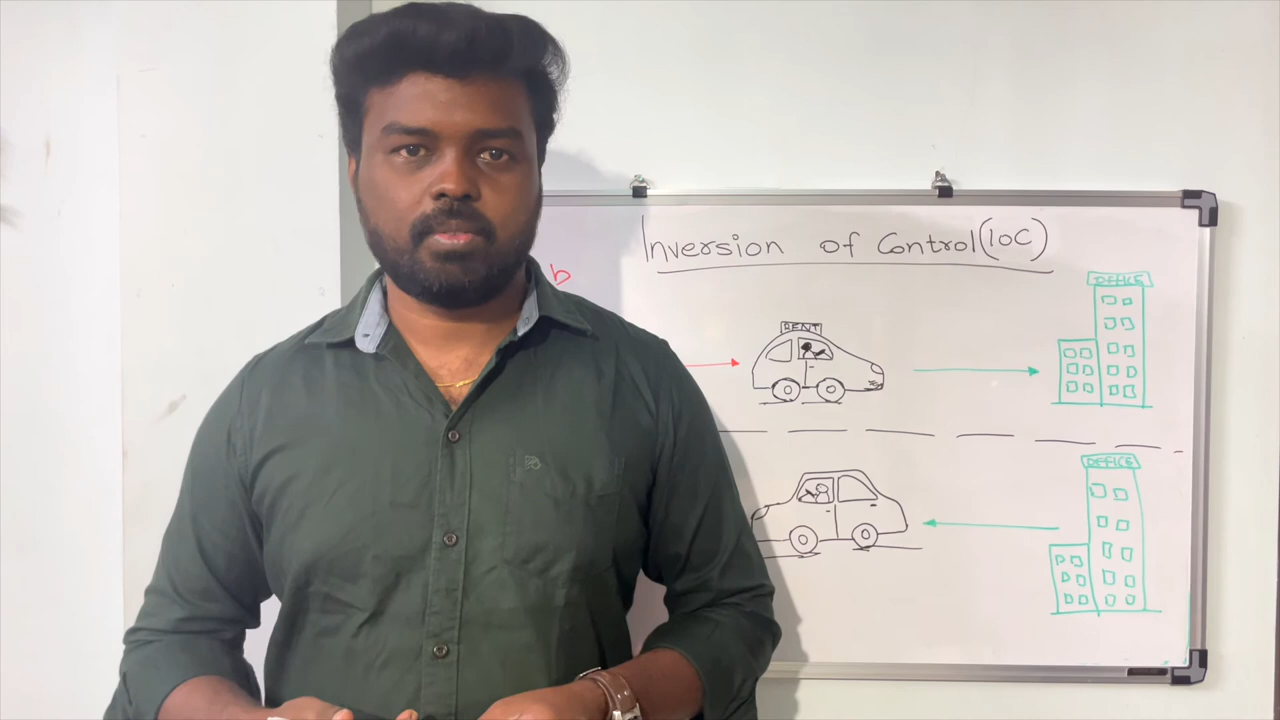 Inversion of Control (IOC)
OFFICE
b
RENT
OFFICE